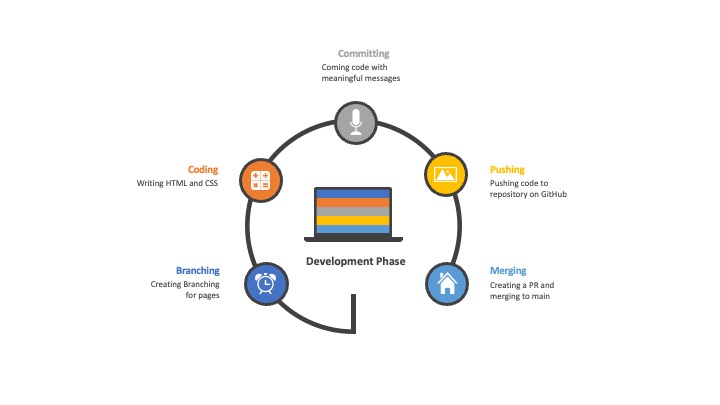 Committing
Coming code with
meaningful messages
Coding
Writing HTML and CSS
Pushing
Pushing code to
repository on GitHub
Development Phase
Branching
Creating Branching
for pages
Merging
Creating a PR and
merging to main